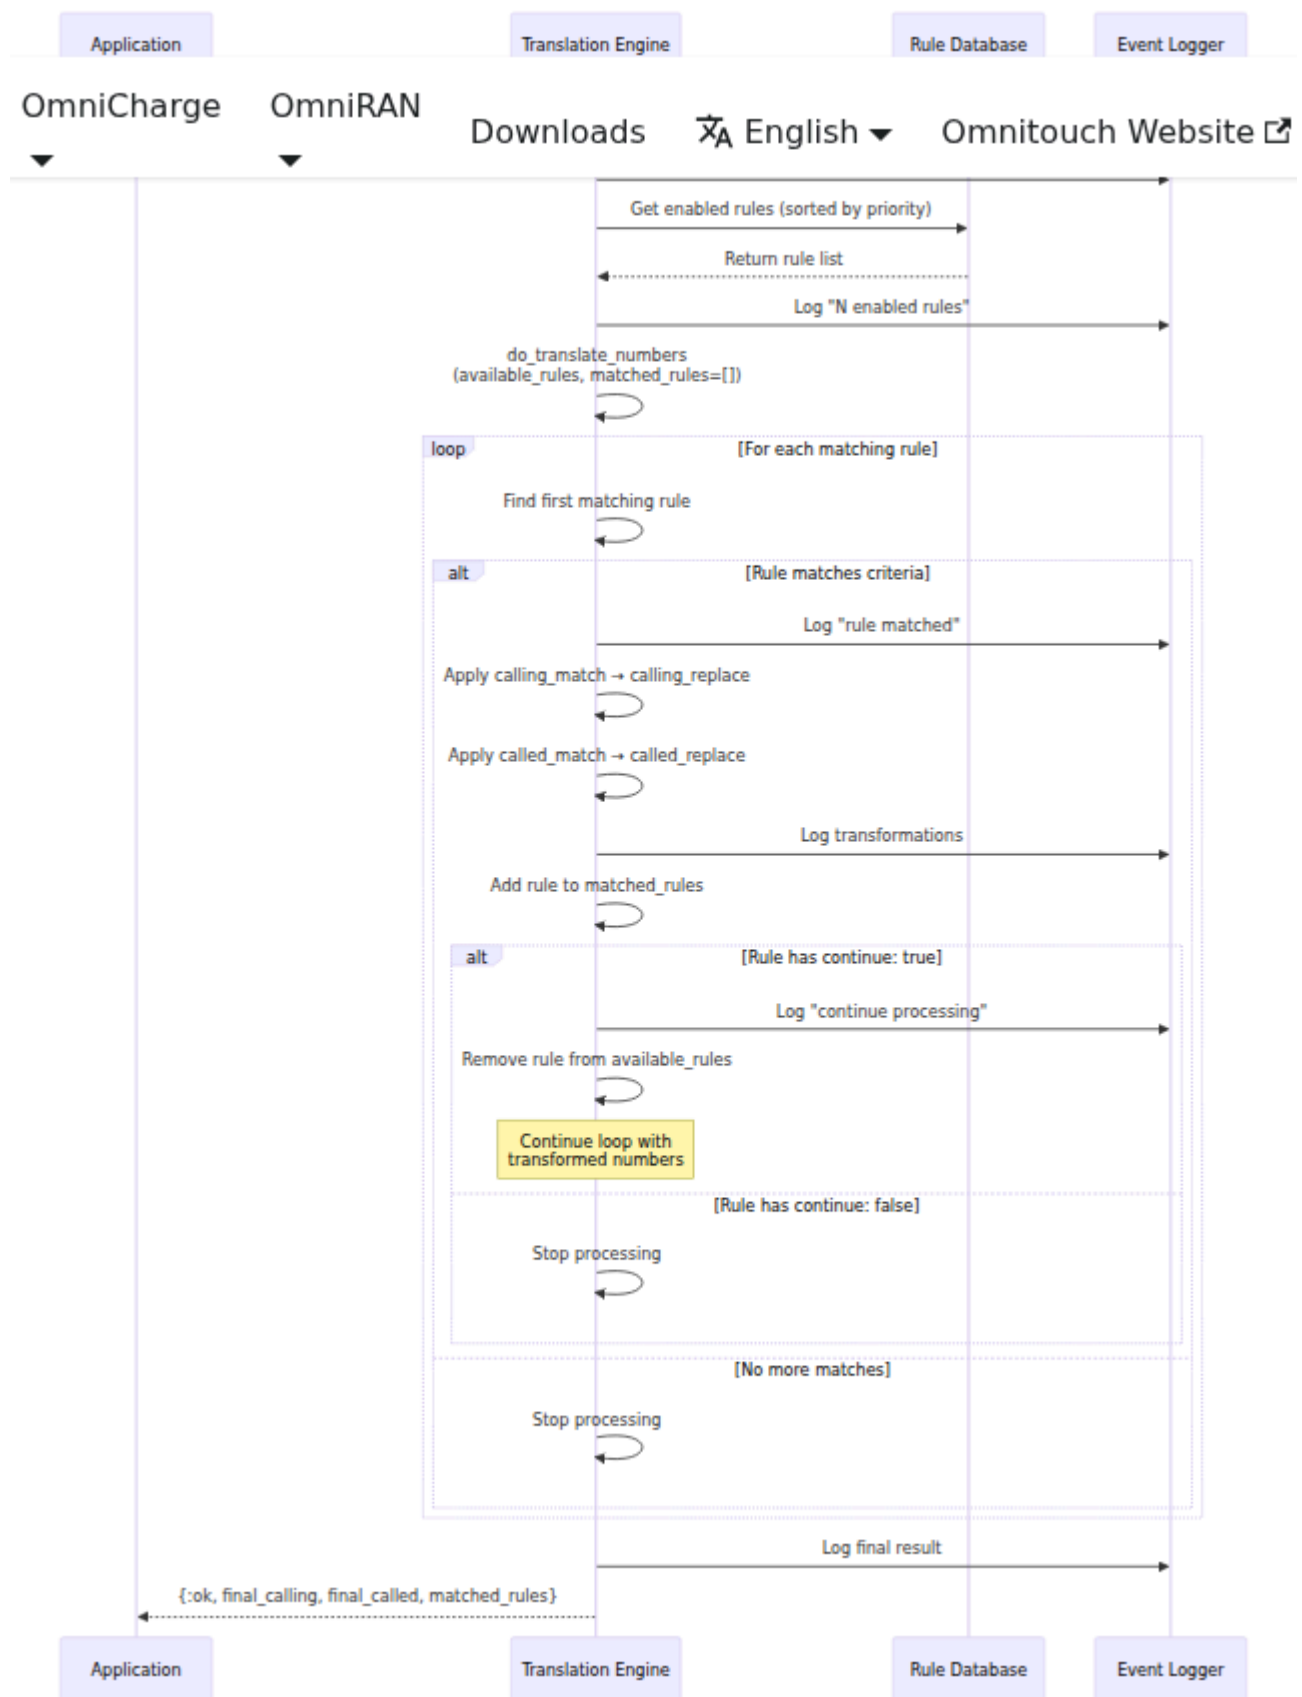 Application
Translation Engine
Rule Database
Event Logger
OmniCharge
OmniRAN
Downloads
English
Omnitouch Website
Get enabled rules (sorted by priority)
Return rule list
Log "N enabled rules"
do_translate_numbers
(available_rules, matched_rules=[])
loop
[For each matching rule]
Find first matching rule
alt
[Rule matches criteria]
Log "rule matched"
Apply calling_match → calling_replace
Apply called_match → called_replace
Log transformations
Add rule to matched_rules
alt
[Rule has continue: true]
Log "continue processing"
Remove rule from available_rules
Continue loop with
transformed numbers
[Rule has continue: false]
Stop processing
[No more matches]
Stop processing
Log final result
{:ok, final_calling, final_called, matched_rules}
Application
Translation Engine
Rule Database
Event Logger